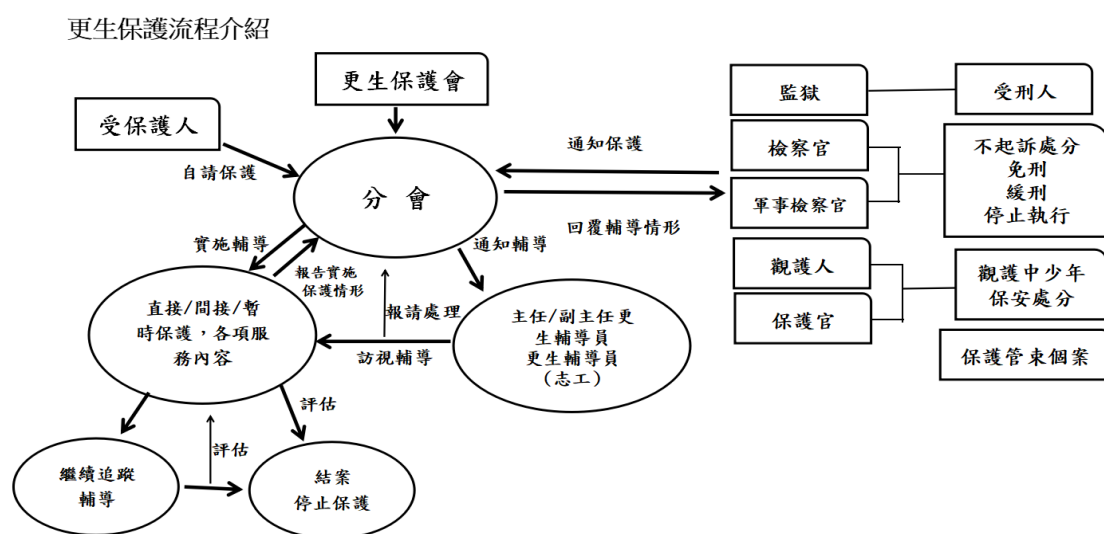 更生保護流程介紹
更生保護會
受保護人
自請保護
分 會
通知保護
回覆輔導情形
監獄
受刑人
檢察官
軍事檢察官
不起訴處分
免刑
緩刑
停止執行
觀護人
保護官
觀護中少年
保安處分
保護管束個案
實施輔導
報告實施
保護情形
通知輔導
報請處理
訪視輔導
直接/間接/暫
時保護，各項服
務內容
主任/副主任更
生輔導員
更生輔導員
(志工)
評估
評估
繼續追蹤
輔導
結案
停止保護